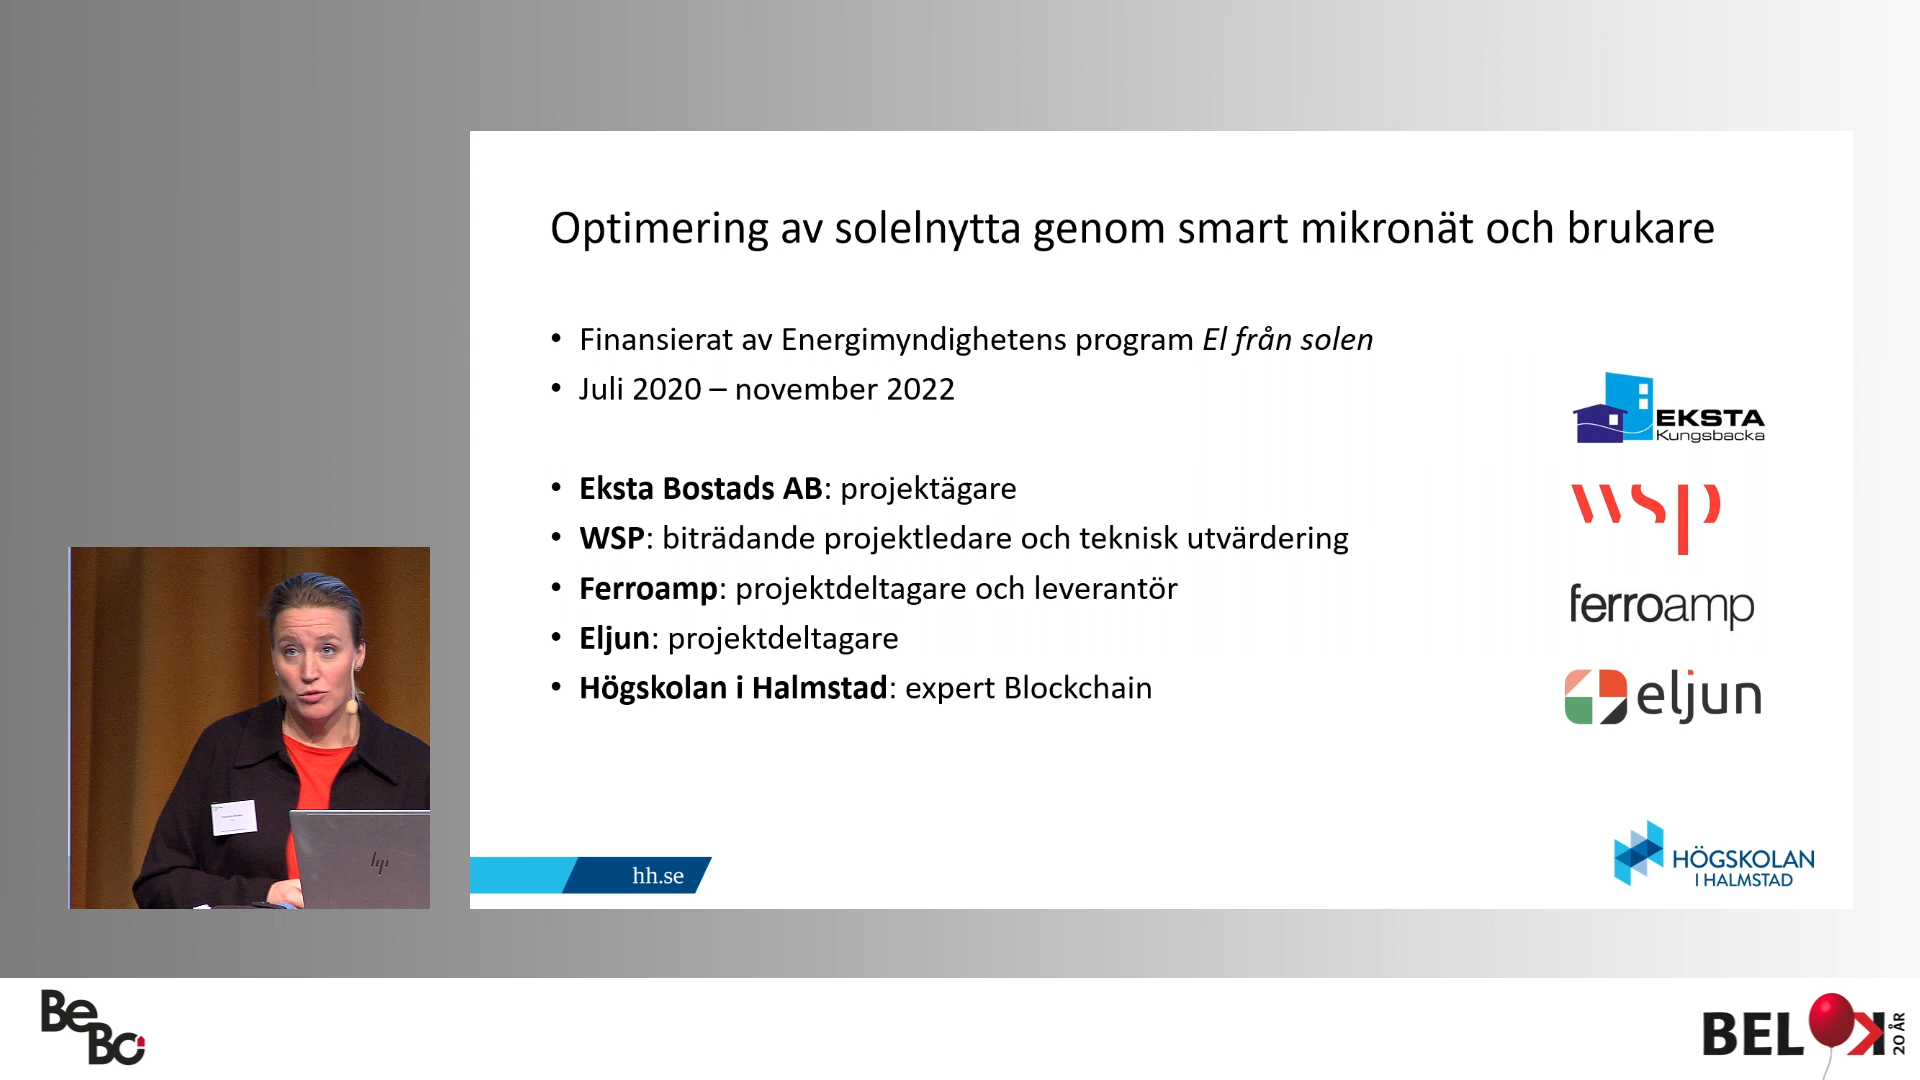 Optimering av solelnytta genom smart mikronät och brukare
• Finansierat av Energimyndighetens program El från solen
• Juli 2020 – november 2022
• Eksta Bostads AB: projektägare
• WSP: biträdande projektledare och teknisk utvärdering
• Ferroamp: projektdeltagare och leverantör
• Eljun: projektdeltagare
• Högskolan i Halmstad: expert Blockchain
EKSTA
Kungsbacka
wsp
ferroamp
eljun
hh.se
HÖGSKOLAN
I HALMSTAD
hp
BeBo
BELOK
20 ÅR